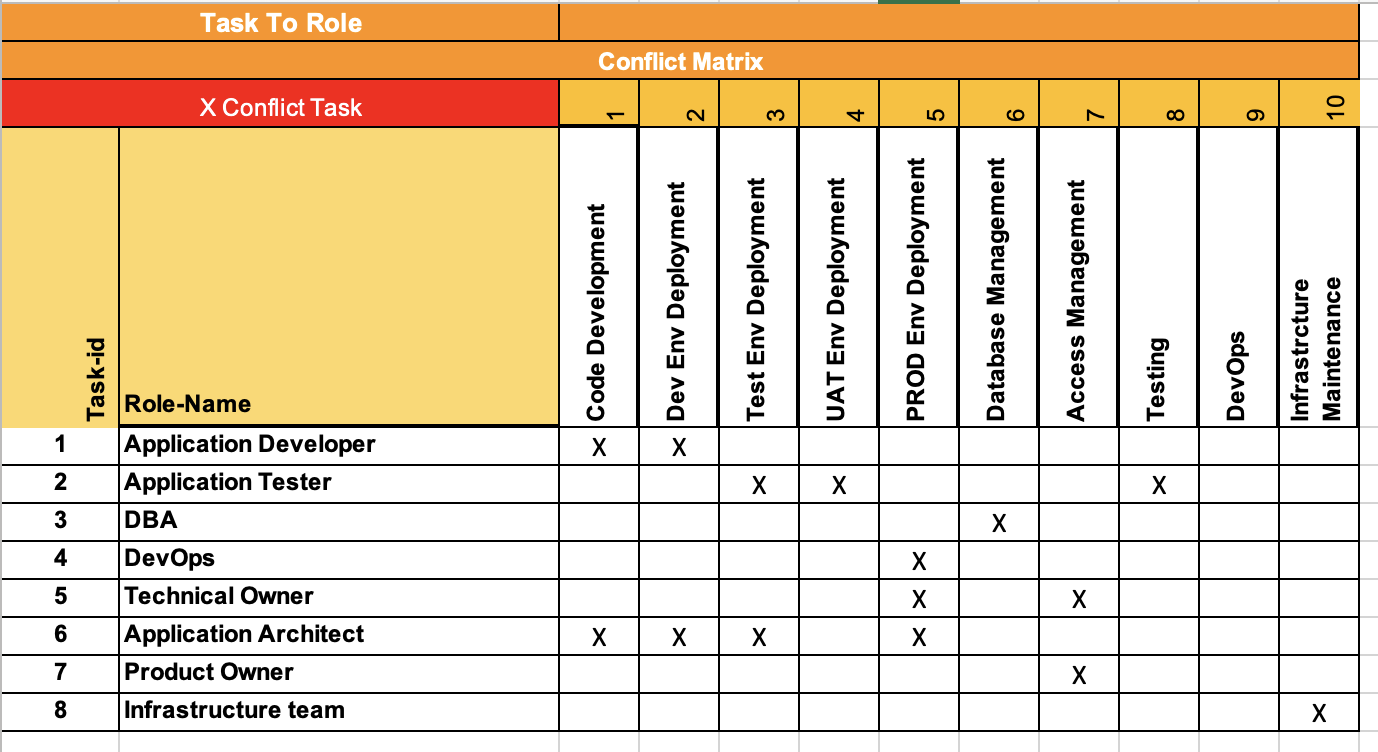 Task To Role
Conflict Matrix
X Conflict Task
1
2
3
4
5
6
7
8
9
10
Task-id
Role-Name
Code Development
Dev Env Deployment
Test Env Deployment
UAT Env Deployment
PROD Env Deployment
Database Management
Access Management
Testing
DevOps
Infrastrcture
Maintenance
1 Application Developer X X
2 Application Tester X X X
3 DBA X
4 DevOps X
5 Technical Owner X X
6 Application Architect X X X X
7 Product Owner X
8 Infrastructure team X